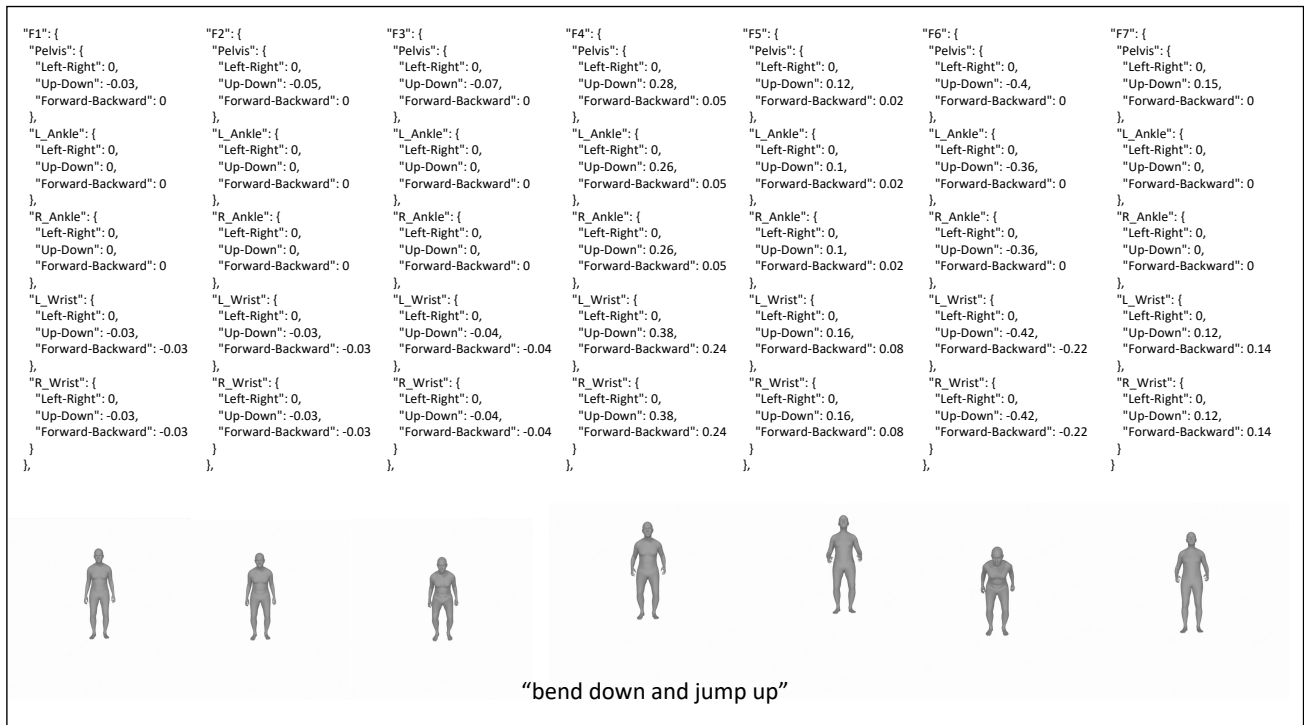 "F1": {
"Pelvis": {
"Left-Right": 0,
"Up-Down": -0.03,
"Forward-Backward": 0
},
"L_Ankle": {
"Left-Right": 0,
"Up-Down": 0,
"Forward-Backward": 0
},
"R_Ankle": {
"Left-Right": 0,
"Up-Down": 0,
"Forward-Backward": 0
},
"L_Wrist": {
"Left-Right": 0,
"Up-Down": -0.03,
"Forward-Backward": -0.03
},
"R_Wrist": {
"Left-Right": 0,
"Up-Down": -0.03,
"Forward-Backward": -0.03
}
},
"F2": {
"Pelvis": {
"Left-Right": 0,
"Up-Down": -0.05,
"Forward-Backward": 0
},
"L_Ankle": {
"Left-Right": 0,
"Up-Down": 0,
"Forward-Backward": 0
},
"R_Ankle": {
"Left-Right": 0,
"Up-Down": 0,
"Forward-Backward": 0
},
"L_Wrist": {
"Left-Right": 0,
"Up-Down": -0.03,
"Forward-Backward": -0.03
},
"R_Wrist": {
"Left-Right": 0,
"Up-Down": -0.03,
"Forward-Backward": -0.03
}
},
"F3": {
"Pelvis": {
"Left-Right": 0,
"Up-Down": -0.07,
"Forward-Backward": 0
},
"L_Ankle": {
"Left-Right": 0,
"Up-Down": 0,
"Forward-Backward": 0
},
"R_Ankle": {
"Left-Right": 0,
"Up-Down": 0,
"Forward-Backward": 0
},
"L_Wrist": {
"Left-Right": 0,
"Up-Down": -0.04,
"Forward-Backward": -0.04
},
"R_Wrist": {
"Left-Right": 0,
"Up-Down": -0.04,
"Forward-Backward": -0.04
}
},
"F4": {
"Pelvis": {
"Left-Right": 0,
"Up-Down": 0.28,
"Forward-Backward": 0.05
},
"L_Ankle": {
"Left-Right": 0,
"Up-Down": 0.26,
"Forward-Backward": 0.05
},
"R_Ankle": {
"Left-Right": 0,
"Up-Down": 0.26,
"Forward-Backward": 0.05
},
"L_Wrist": {
"Left-Right": 0,
"Up-Down": 0.38,
"Forward-Backward": 0.24
},
"R_Wrist": {
"Left-Right": 0,
"Up-Down": 0.38,
"Forward-Backward": 0.24
}
},
"F5": {
"Pelvis": {
"Left-Right": 0,
"Up-Down": 0.12,
"Forward-Backward": 0.02
},
"L_Ankle": {
"Left-Right": 0,
"Up-Down": 0.1,
"Forward-Backward": 0.02
},
"R_Ankle": {
"Left-Right": 0,
"Up-Down": 0.1,
"Forward-Backward": 0.02
},
"L_Wrist": {
"Left-Right": 0,
"Up-Down": 0.16,
"Forward-Backward": 0.08
},
"R_Wrist": {
"Left-Right": 0,
"Up-Down": 0.16,
"Forward-Backward": 0.08
}
},
"F6": {
"Pelvis": {
"Left-Right": 0,
"Up-Down": -0.4,
"Forward-Backward": 0
},
"L_Ankle": {
"Left-Right": 0,
"Up-Down": -0.36,
"Forward-Backward": 0
},
"R_Ankle": {
"Left-Right": 0,
"Up-Down": -0.36,
"Forward-Backward": 0
},
"L_Wrist": {
"Left-Right": 0,
"Up-Down": -0.42,
"Forward-Backward": -0.22
},
"R_Wrist": {
"Left-Right": 0,
"Up-Down": -0.42,
"Forward-Backward": -0.22
}
},
"F7": {
"Pelvis": {
"Left-Right": 0,
"Up-Down": 0.15,
"Forward-Backward": 0
},
"L_Ankle": {
"Left-Right": 0,
"Up-Down": 0,
"Forward-Backward": 0
},
"R_Ankle": {
"Left-Right": 0,
"Up-Down": 0,
"Forward-Backward": 0
},
"L_Wrist": {
"Left-Right": 0,
"Up-Down": 0.12,
"Forward-Backward": 0.14
},
"R_Wrist": {
"Left-Right": 0,
"Up-Down": 0.12,
"Forward-Backward": 0.14
}
}
“bend down and jump up”